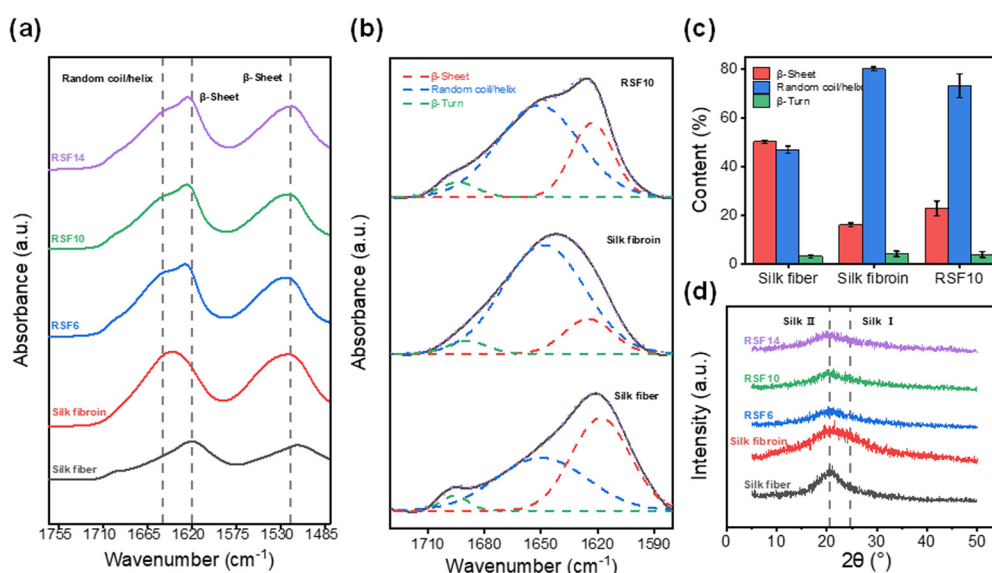 (a)
Random coil/helix
β-Sheet
β-Sheet
RSF14
RSF10
RSF6
Silk fibroin
Silk fiber
Absorbance (a.u.)
1755 1710 1665 1620 1575 1530 1485
Wavenumber (cm-1)
(b)
β-Sheet
Random coil/helix
β-Turn
RSF10
Silk fibroin
Silk fiber
Absorbance (a.u.)
1710 1680 1650 1620 1590
Wavenumber (cm-1)
(c)
β-Sheet
Random coil/helix
β-Turn
Content (%)
80
60
40
20
0
Silk fiber Silk fibroin RSF10
(d)
Silk II Silk I
RSF14
RSF10
RSF6
Silk fibroin
Silk fiber
Intensity (a.u.)
0 10 20 30 40 50
2θ (°)